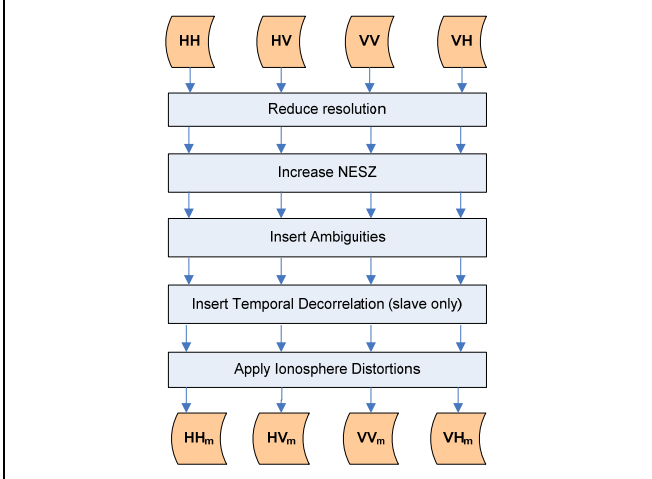 HH HV VV VH
Reduce resolution
Increase NESZ
Insert Ambiguities
Insert Temporal Decorrelation (slave only)
Apply Ionosphere Distortions
HHm HVm VVm VHm